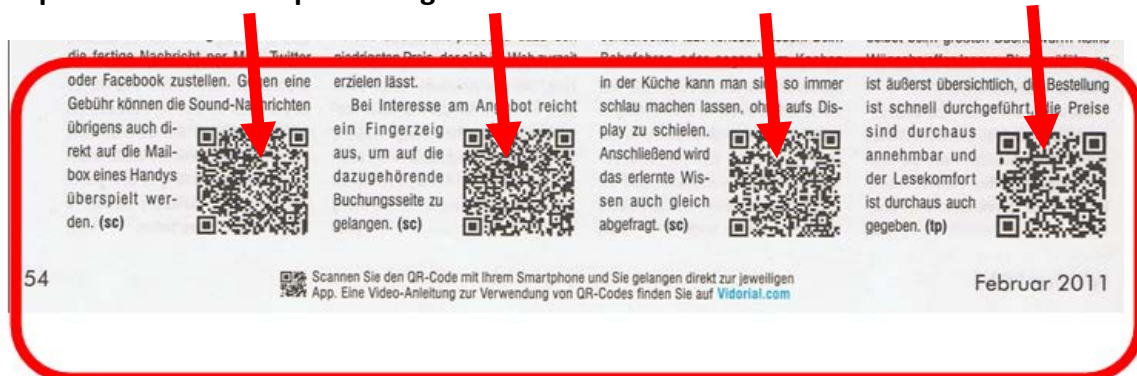 oder Facebook zustellen. Gegen eine
Gebühr können die Sound-Nachrichten
übrigens auch di-
rekt auf die Mail-
box eines Handys
überspielt wer-
den. (sc)
erzielen lässt.
Bei Interesse am Angebot reicht
ein Fingerzeig
aus, um auf die
dazugehörende
Buchungsseite zu
gelangen. (sc)
in der Küche kann man sich so immer
schlau machen lassen, ohne aufs Dis-
play zu schielen.
Anschließend wird
das erlernte Wis-
sen auch gleich
abgefragt. (sc)
ist äußerst übersichtlich, die Bestellung
ist schnell durchgeführt, die Preise
sind durchaus
annehmbar und
der Lesekomfort
ist durchaus auch
gegeben. (tp)
54
Scannen Sie den QR-Code mit Ihrem Smartphone und Sie gelangen direkt zur jeweiligen
App. Eine Video-Anleitung zur Verwendung von QR-Codes finden Sie auf Vidorial.com
Februar 2011